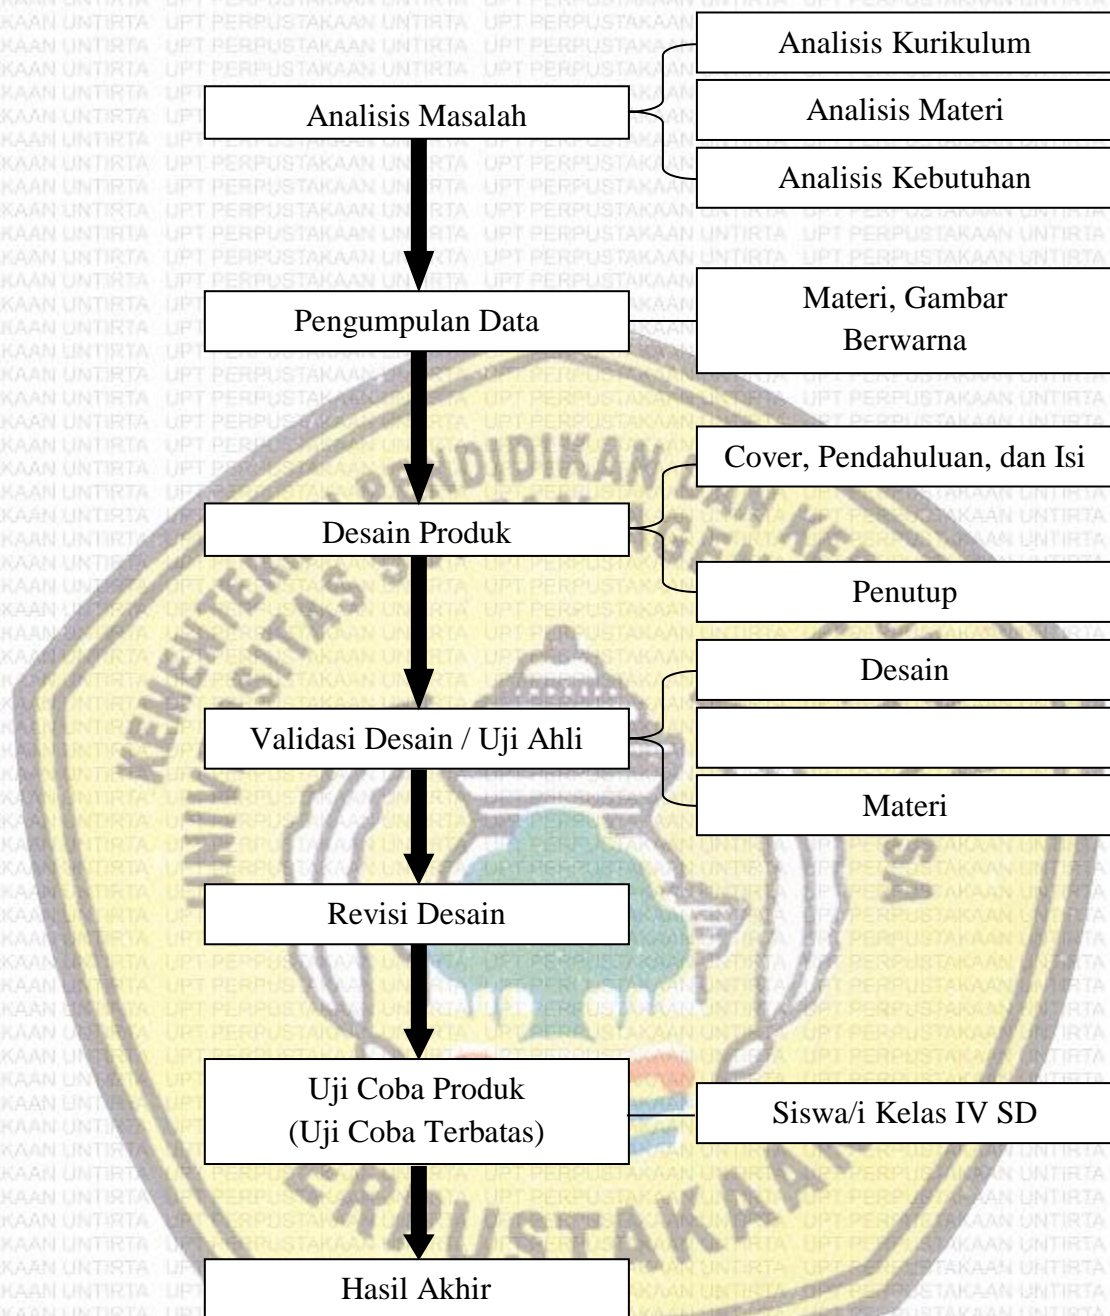 Analisis Kurikulum
Analisis Masalah
Analisis Materi
Analisis Kebutuhan
Pengumpulan Data
Materi, Gambar
Berwarna
Cover, Pendahuluan, dan Isi
Desain Produk
Penutup
Desain
Validasi Desain / Uji Ahli
Materi
Revisi Desain
Uji Coba Produk
(Uji Coba Terbatas)
Siswa/i Kelas IV SD
Hasil Akhir